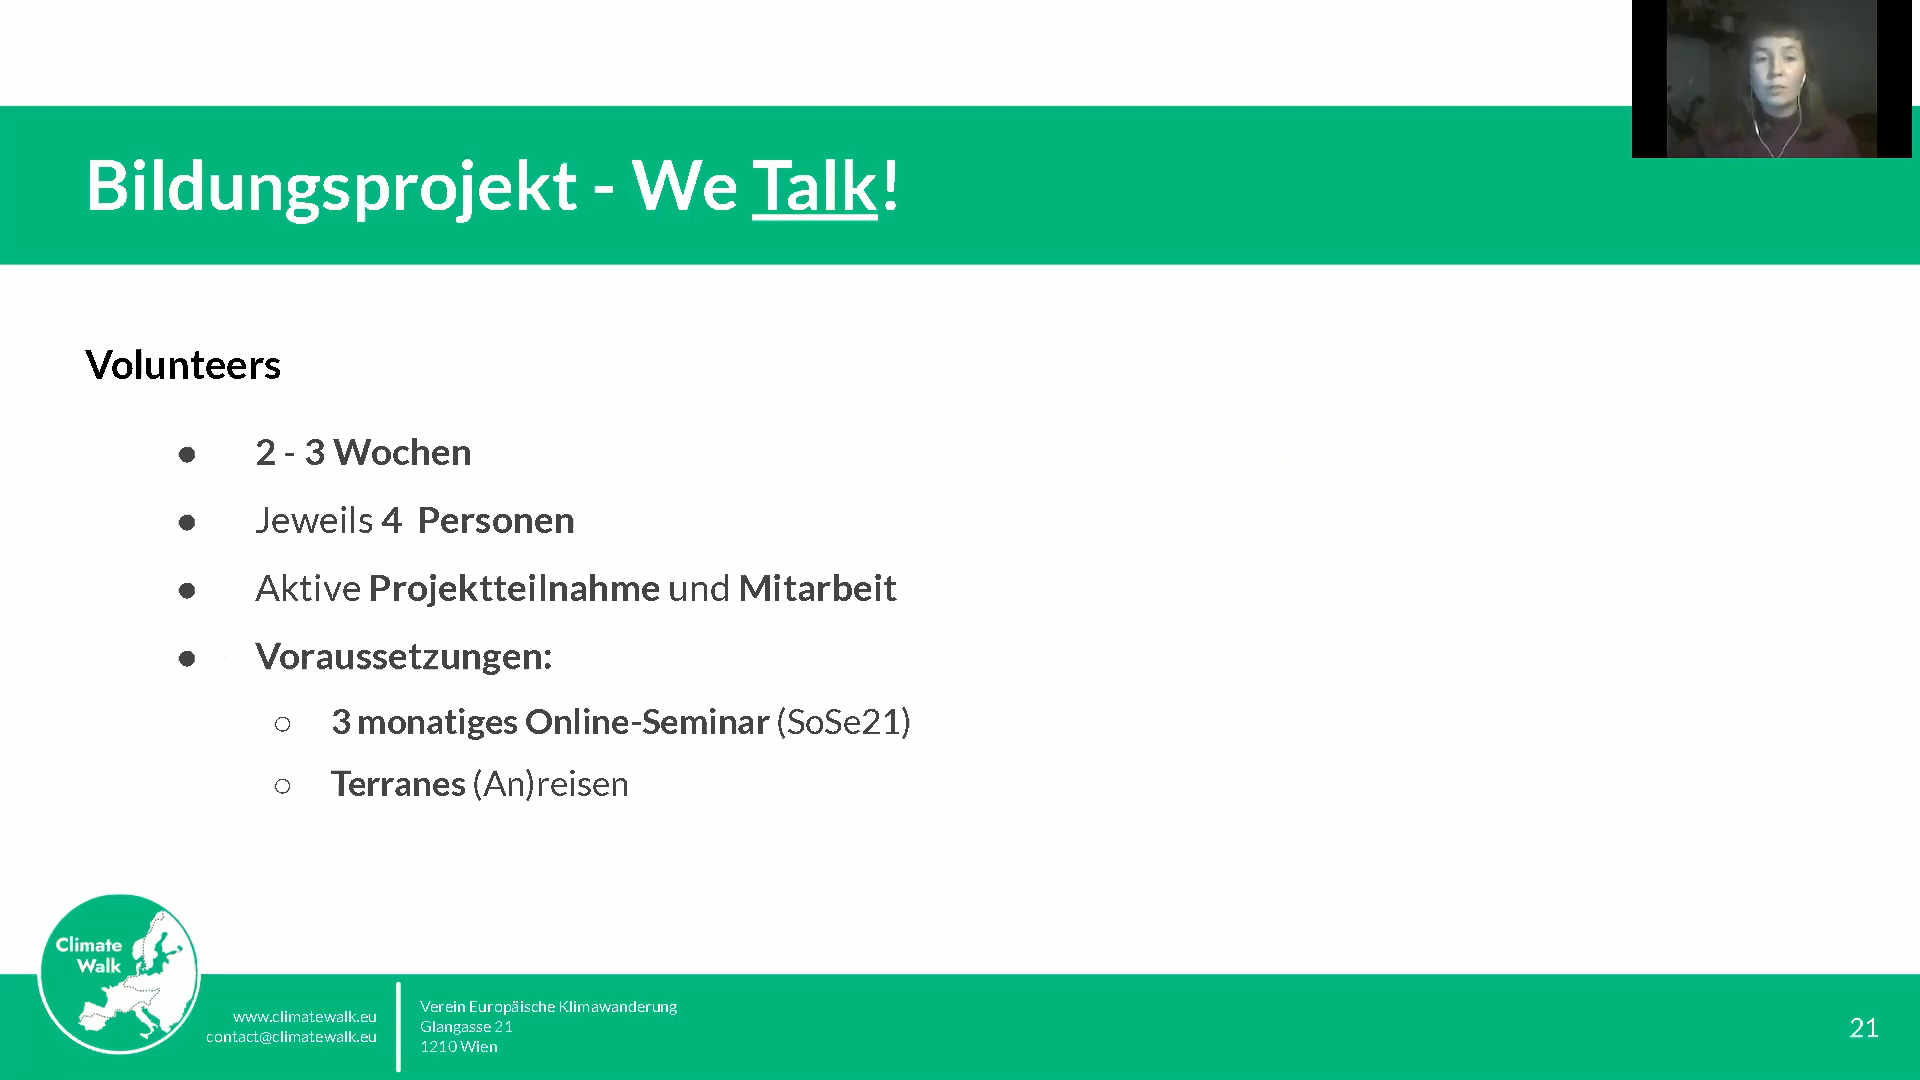 Bildungsprojekt - We Talk!
Volunteers
● 2 - 3 Wochen
● Jeweils 4 Personen
● Aktive Projektteilnahme und Mitarbeit
● Voraussetzungen:
○ 3 monatiges Online-Seminar (SoSe21)
○ Terranes (An)reisen
Climate
Walk
www.climatewalk.eu
contact@climatewalk.eu
Verein Europäische Klimawanderung
Glangasse 21
1210 Wien
21